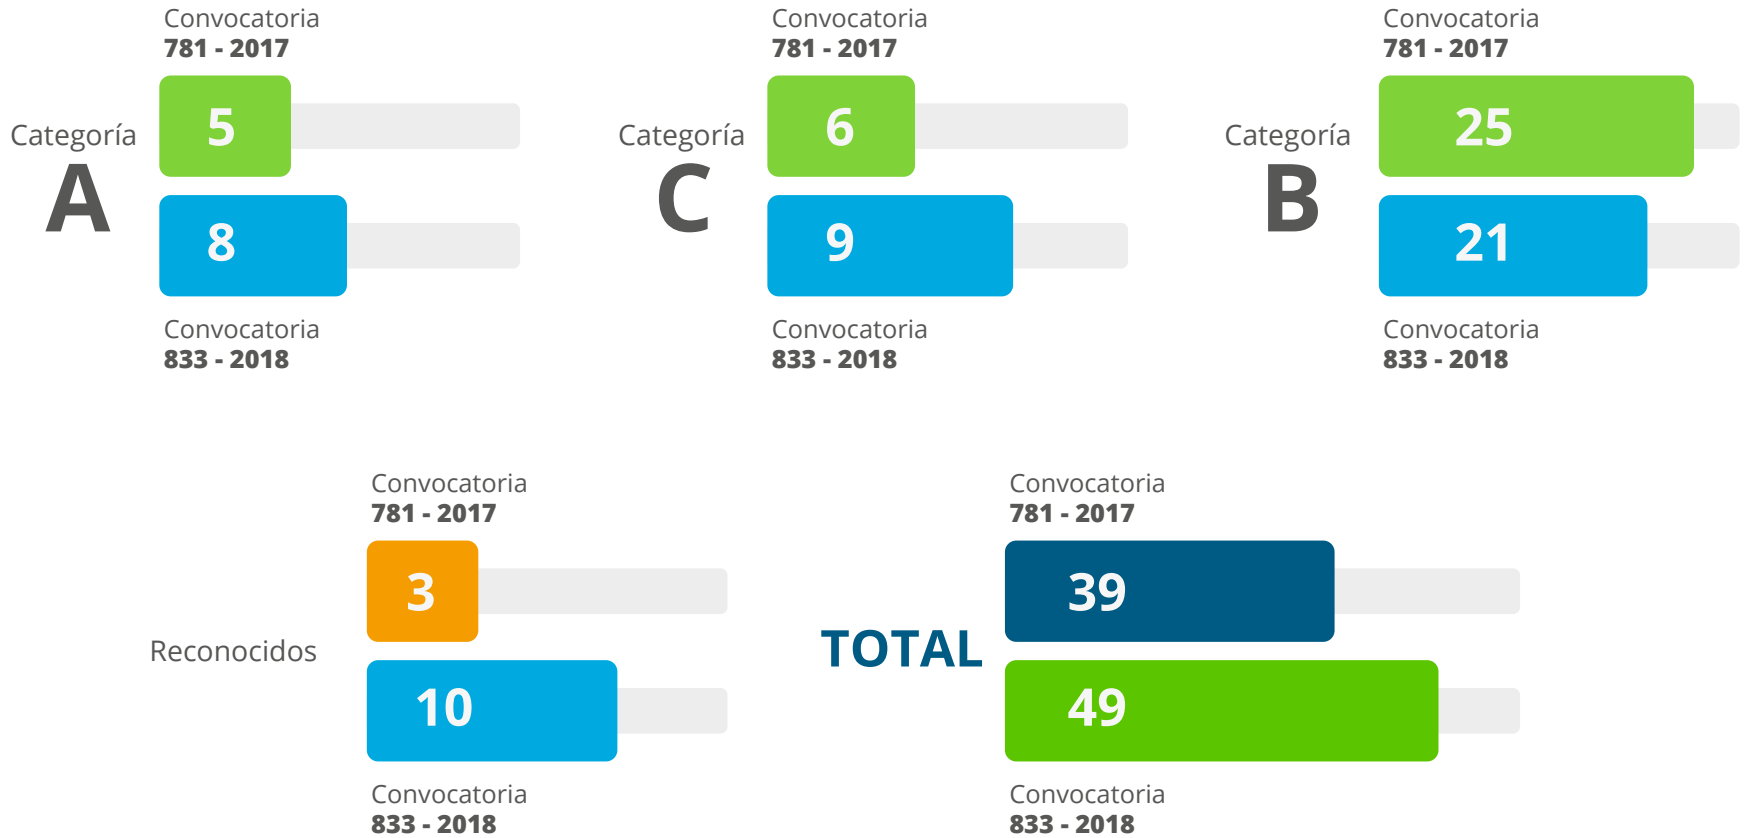 Convocatoria
781 - 2017
Categoría
A
5
8
Convocatoria
833 - 2018
Convocatoria
781 - 2017
Categoría
C
6
9
Convocatoria
833 - 2018
Convocatoria
781 - 2017
Categoría
B
25
21
Convocatoria
833 - 2018
Convocatoria
781 - 2017
Reconocidos
3
10
Convocatoria
833 - 2018
Convocatoria
781 - 2017
TOTAL
39
49
Convocatoria
833 - 2018